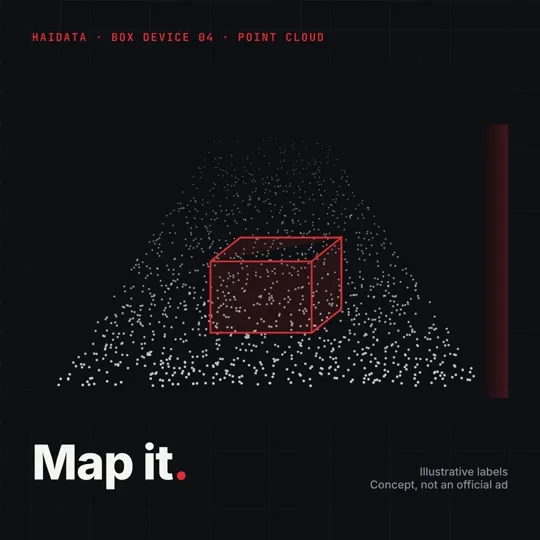 HAIDATA · BOX DEVICE 04 · POINT CLOUD
Map it.
Illustrative labels
Concept, not an official ad